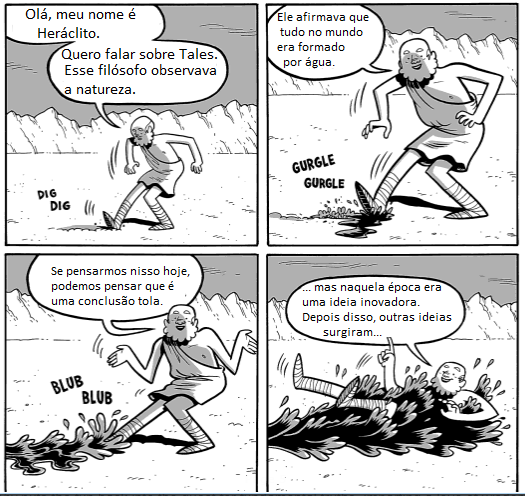 Olá, meu nome é
Heráclito.
Quero falar sobre Tales.
Esse filósofo observava
a natureza.
DIG
DIG
Ele afirmava que
tudo no mundo
era formado
por água.
GURGLE
GURGLE
Se pensarmos nisso hoje,
podemos pensar que é
uma conclusão tola.
BLUB
BLUB
... mas naquela época era
uma ideia inovadora.
Depois disso, outras ideias
surgiram...